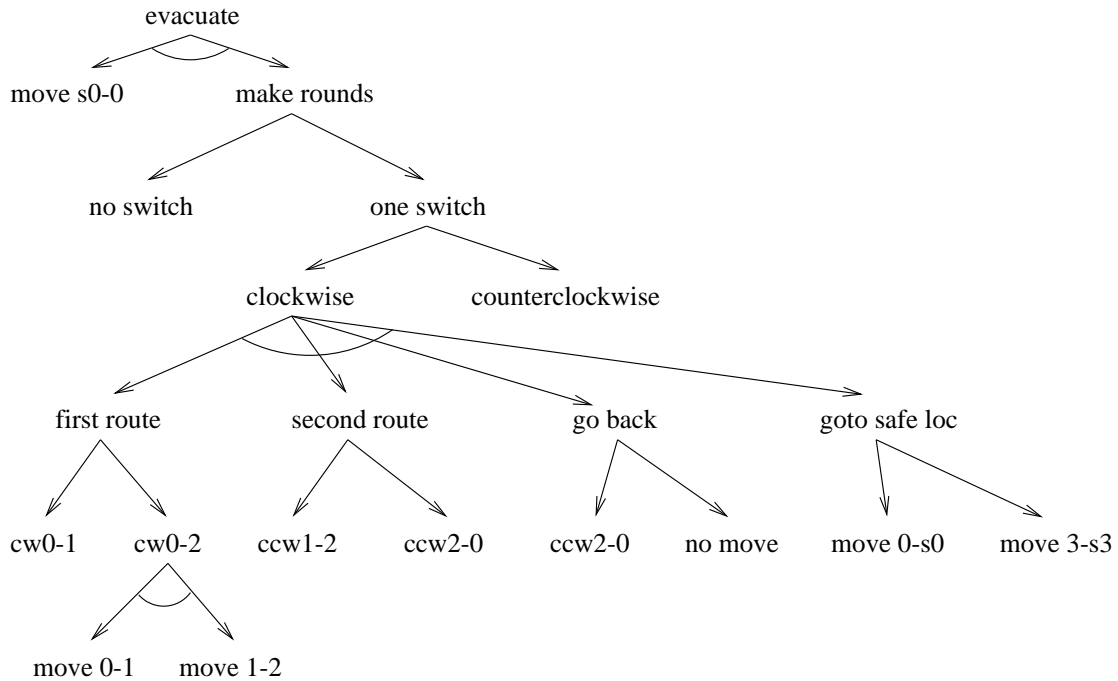 evacuate
move s0-0
make rounds
no switch
one switch
clockwise
counterclockwise
first route
second route
go back
goto safe loc
cw0-1
cw0-2
ccw1-2
ccw2-0
ccw2-0
no move
move 0-s0
move 3-s3
move 0-1
move 1-2